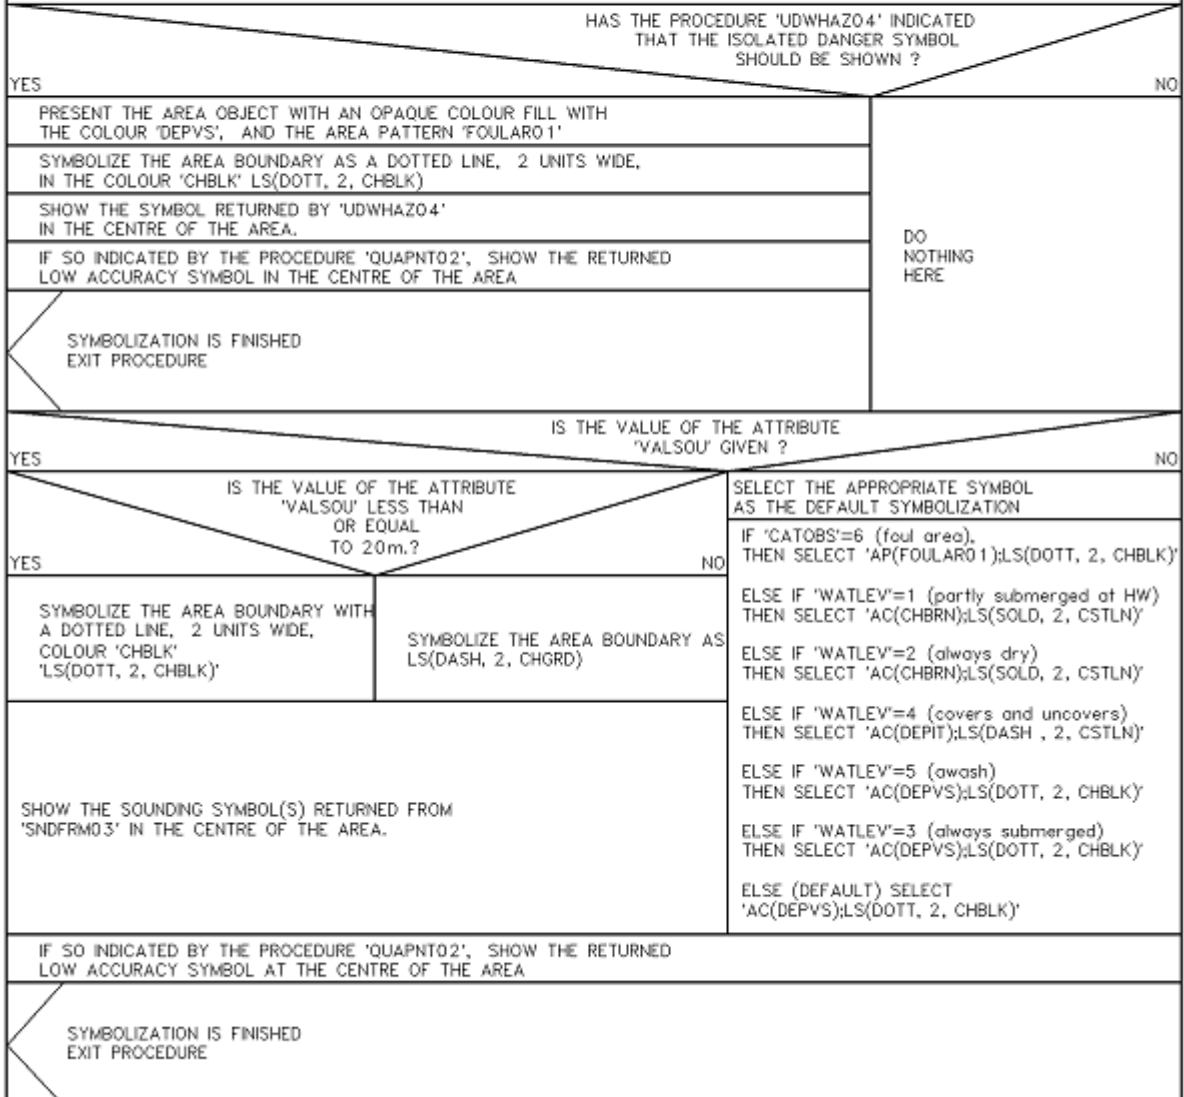 HAS THE PROCEDURE 'UDWHAZ04' INDICATED
THAT THE ISOLATED DANGER SYMBOL
SHOULD BE SHOWN ?
YES
NO
PRESENT THE AREA OBJECT WITH AN OPAQUE COLOUR FILL WITH
THE COLOUR 'DEPVS', AND THE AREA PATTERN 'FOULAR01'
SYMBOLIZE THE AREA BOUNDARY AS A DOTTED LINE, 2 UNITS WIDE,
IN THE COLOUR 'CHBLK' LS(DOTT, 2, CHBLK)
SHOW THE SYMBOL RETURNED BY 'UDWHAZ04'
IN THE CENTRE OF THE AREA.
IF SO INDICATED BY THE PROCEDURE 'QUAPNT02', SHOW THE RETURNED
LOW ACCURACY SYMBOL IN THE CENTRE OF THE AREA
SYMBOLIZATION IS FINISHED
EXIT PROCEDURE
DO
NOTHING
HERE
IS THE VALUE OF THE ATTRIBUTE
'VALSOU' GIVEN ?
YES
NO
IS THE VALUE OF THE ATTRIBUTE
'VALSOU' LESS THAN
OR EQUAL
TO 20m.?
YES
NO
SYMBOLIZE THE AREA BOUNDARY WITH
A DOTTED LINE, 2 UNITS WIDE,
COLOUR 'CHBLK'
'LS(DOTT, 2, CHBLK)'
SYMBOLIZE THE AREA BOUNDARY AS
LS(DASH, 2, CHGRD)
SHOW THE SOUNDING SYMBOL(S) RETURNED FROM
'SNDFRM03' IN THE CENTRE OF THE AREA.
SELECT THE APPROPRIATE SYMBOL
AS THE DEFAULT SYMBOLIZATION
IF 'CATOBS'=6 (foul area),
THEN SELECT 'AP(FOULAR01);LS(DOTT, 2, CHBLK)'
ELSE IF 'WATLEV'=1 (partly submerged at HW)
THEN SELECT 'AC(CHBRN);LS(SOLD, 2, CSTLN)'
ELSE IF 'WATLEV'=2 (always dry)
THEN SELECT 'AC(CHBRN);LS(SOLD, 2, CSTLN)'
ELSE IF 'WATLEV'=4 (covers and uncovers)
THEN SELECT 'AC(DEPIT);LS(DASH , 2, CSTLN)'
ELSE IF 'WATLEV'=5 (awash)
THEN SELECT 'AC(DEPVS);LS(DOTT, 2, CHBLK)'
ELSE IF 'WATLEV'=3 (always submerged)
THEN SELECT 'AC(DEPVS);LS(DOTT, 2, CHBLK)'
ELSE (DEFAULT) SELECT
'AC(DEPVS);LS(DOTT, 2, CHBLK)'
IF SO INDICATED BY THE PROCEDURE 'QUAPNT02', SHOW THE RETURNED
LOW ACCURACY SYMBOL AT THE CENTRE OF THE AREA
SYMBOLIZATION IS FINISHED
EXIT PROCEDURE